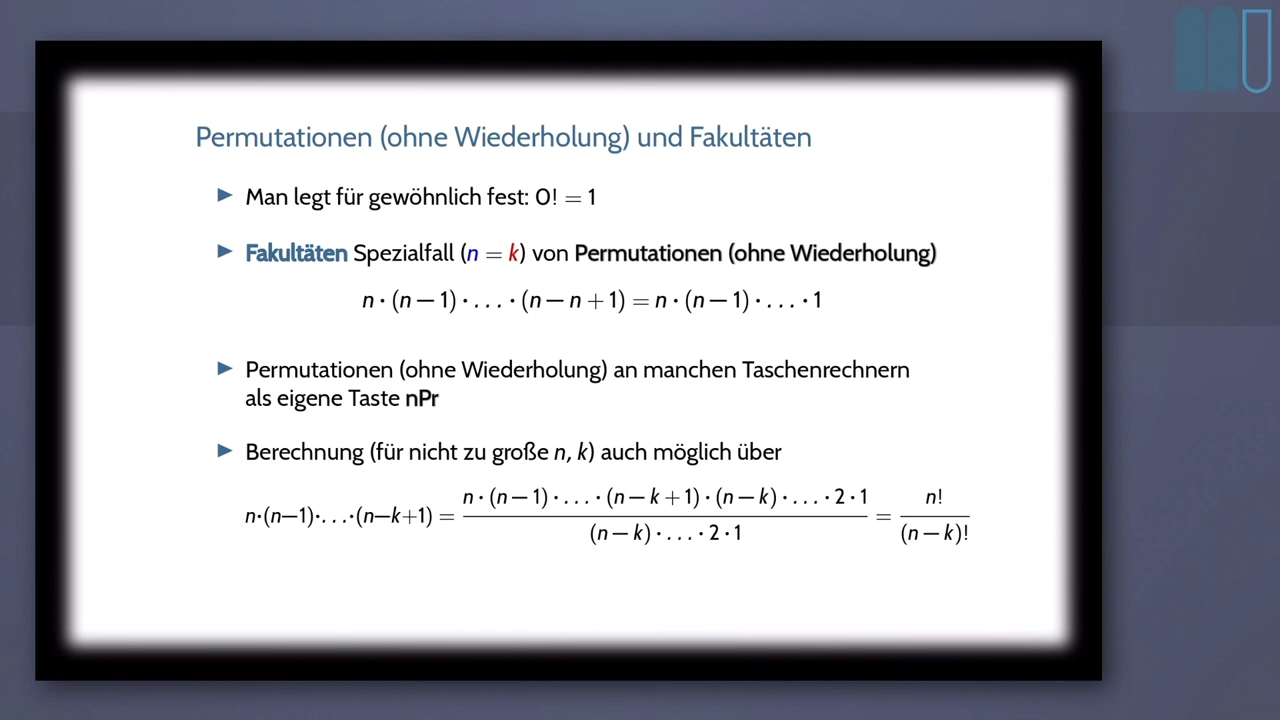 Permutationen (ohne Wiederholung) und Fakultäten
Man legt für gewöhnlich fest: 0! = 1
Fakultäten Spezialfall (n = k) von Permutationen (ohne Wiederholung)
n · (n − 1) · . . . · (n − n + 1) = n · (n − 1) · . . . · 1
Permutationen (ohne Wiederholung) an manchen Taschenrechnern
als eigene Taste nPr
Berechnung (für nicht zu große n, k) auch möglich über
n·(n−1)·. . .·(n−k+1) = n · (n − 1) · . . . · (n − k + 1) · (n − k) · . . . · 2 · 1 / (n − k) · . . . · 2 · 1 = n! / (n − k)!